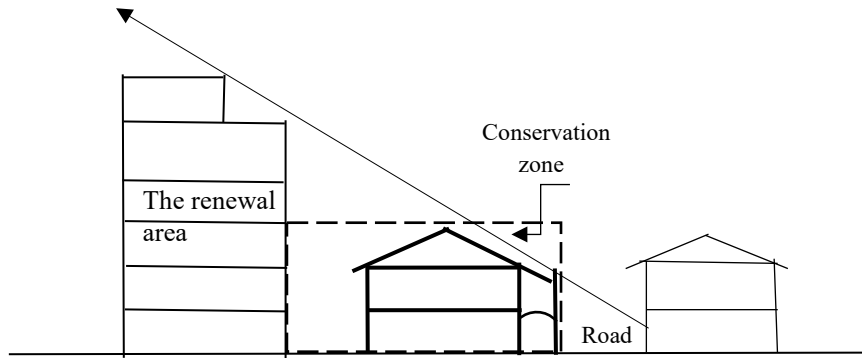 Conservation
zone
The renewal
area
Road